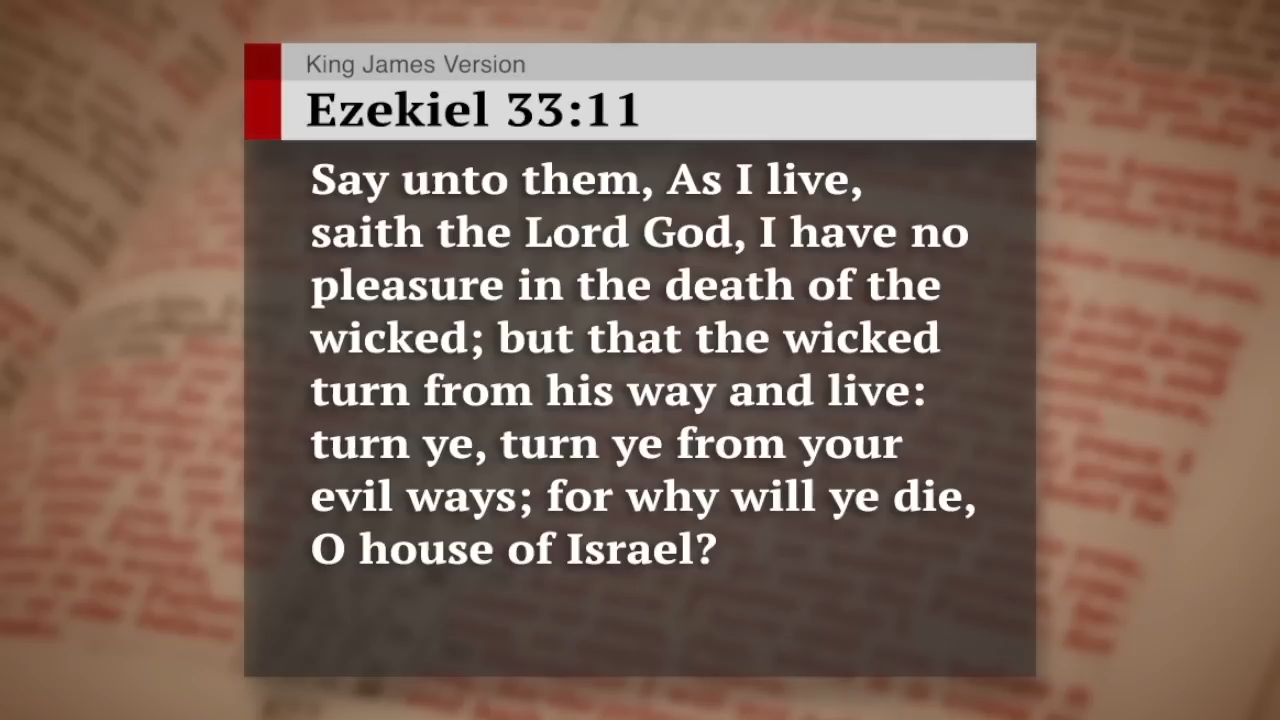 King James Version
Ezekiel 33:11
Say unto them, As I live,
saith the Lord God, I have no
pleasure in the death of the
wicked; but that the wicked
turn from his way and live:
turn ye, turn ye from your
evil ways; for why will ye die,
O house of Israel?